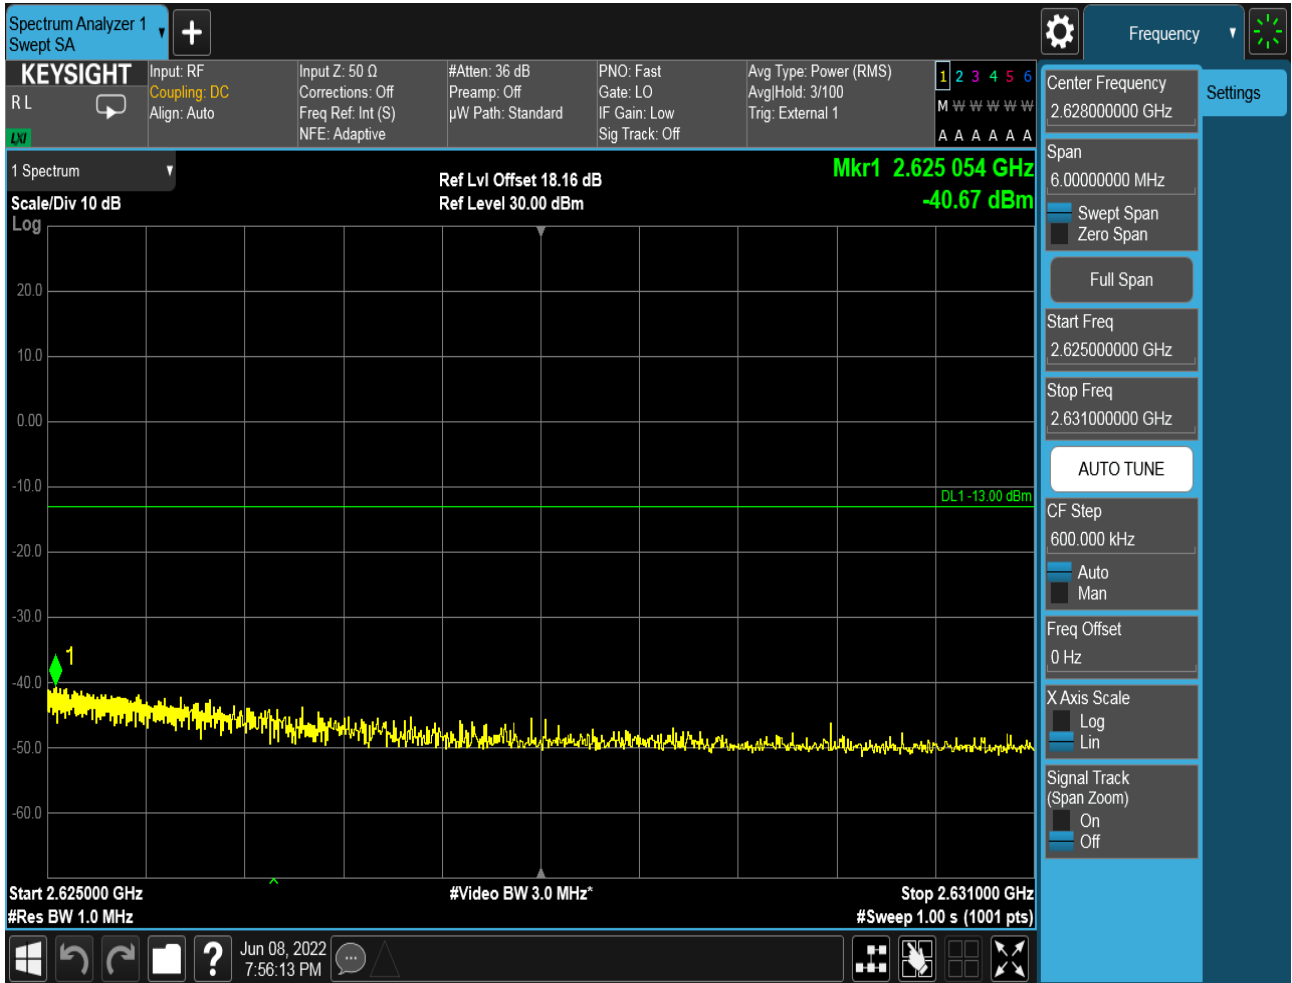 Spectrum Analyzer 1
Swept SA
Frequency
KEYSIGHT
R L
LXI
Input: RF
Coupling: DC
Align: Auto
Input Z: 50 Ω
Corrections: Off
Freq Ref: Int (S)
NFE: Adaptive
#Atten: 36 dB
Preamp: Off
µW Path: Standard
PNO: Fast
Gate: LO
IF Gain: Low
Sig Track: Off
Avg Type: Power (RMS)
Avg|Hold: 3/100
Trig: External 1
1 2 3 4 5 6
M W W W W W
A A A A A A
1 Spectrum
Scale/Div 10 dB
Log
Ref Lvl Offset 18.16 dB
Ref Level 30.00 dBm
Mkr1 2.625 054 GHz
-40.67 dBm
20.0
10.0
0.00
-10.0
-20.0
-30.0
-40.0
-50.0
-60.0
DL1 -13.00 dBm
1
Start 2.625000 GHz
#Res BW 1.0 MHz
#Video BW 3.0 MHz*
Stop 2.631000 GHz
#Sweep 1.00 s (1001 pts)
Center Frequency
2.628000000 GHz
Settings
Span
6.00000000 MHz
Swept Span
Zero Span
Full Span
Start Freq
2.625000000 GHz
Stop Freq
2.631000000 GHz
AUTO TUNE
CF Step
600.000 kHz
Auto
Man
Freq Offset
0 Hz
X Axis Scale
Log
Lin
Signal Track
(Span Zoom)
On
Off
?
Jun 08, 2022
7:56:13 PM